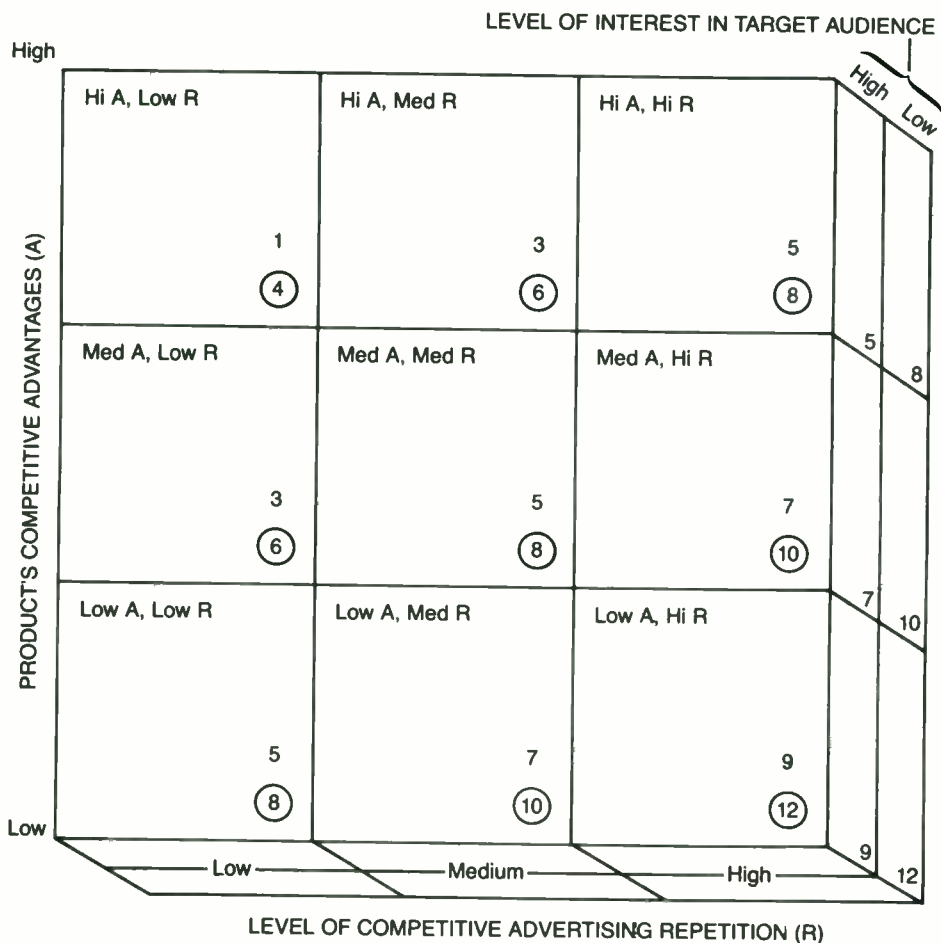 LEVEL OF INTEREST IN TARGET AUDIENCE
High
High
Low
Hi A, Low R
Hi A, Med R
Hi A, Hi R
1
3
5
4
6
8
PRODUCT'S COMPETITIVE ADVANTAGES (A)
Med A, Low R
Med A, Med R
Med A, Hi R
5
8
3
5
7
6
8
10
Low A, Low R
Low A, Med R
Low A, Hi R
7
10
5
7
9
8
10
12
Low
9
12
Low
Medium
High
LEVEL OF COMPETITIVE ADVERTISING REPETITION (R)